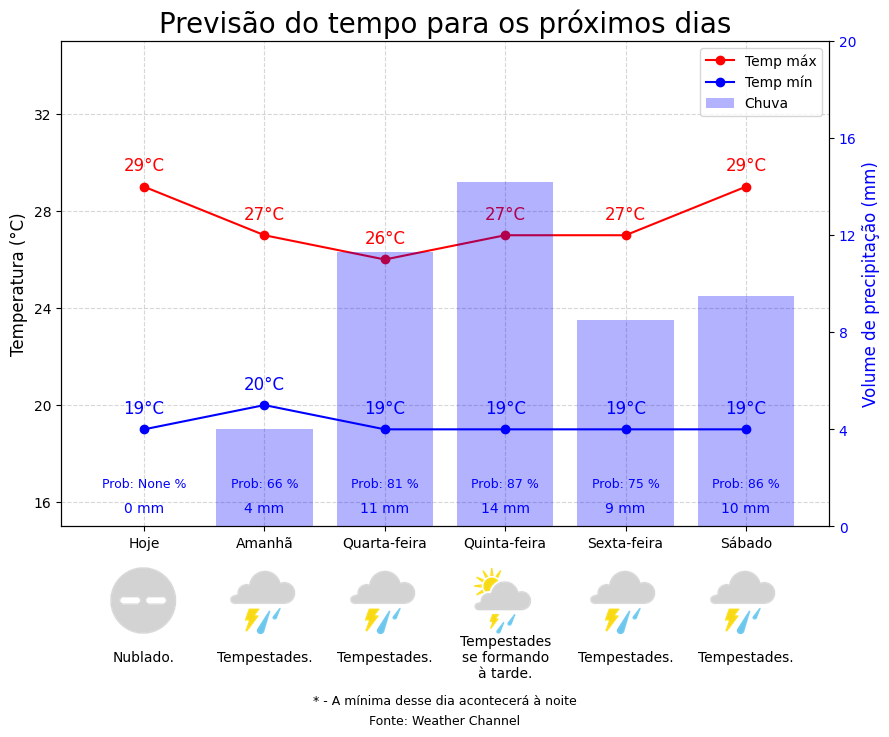 Previsão do tempo para os próximos dias
Temp máx
Temp mín
Chuva
Temperatura (°C)
32
28
24
20
16
Volume de precipitação (mm)
20
16
12
8
4
0
29°C
27°C
26°C
27°C
27°C
29°C
19°C
20°C
19°C
19°C
19°C
19°C
Prob: None %
Prob: 66 %
Prob: 81 %
Prob: 87 %
Prob: 75 %
Prob: 86 %
0 mm
4 mm
11 mm
14 mm
9 mm
10 mm
Hoje
Amanhã
Quarta-feira
Quinta-feira
Sexta-feira
Sábado
Nublado.
Tempestades.
Tempestades.
Tempestades
se formando
à tarde.
Tempestades.
Tempestades.
* - A mínima desse dia acontecerá à noite
Fonte: Weather Channel